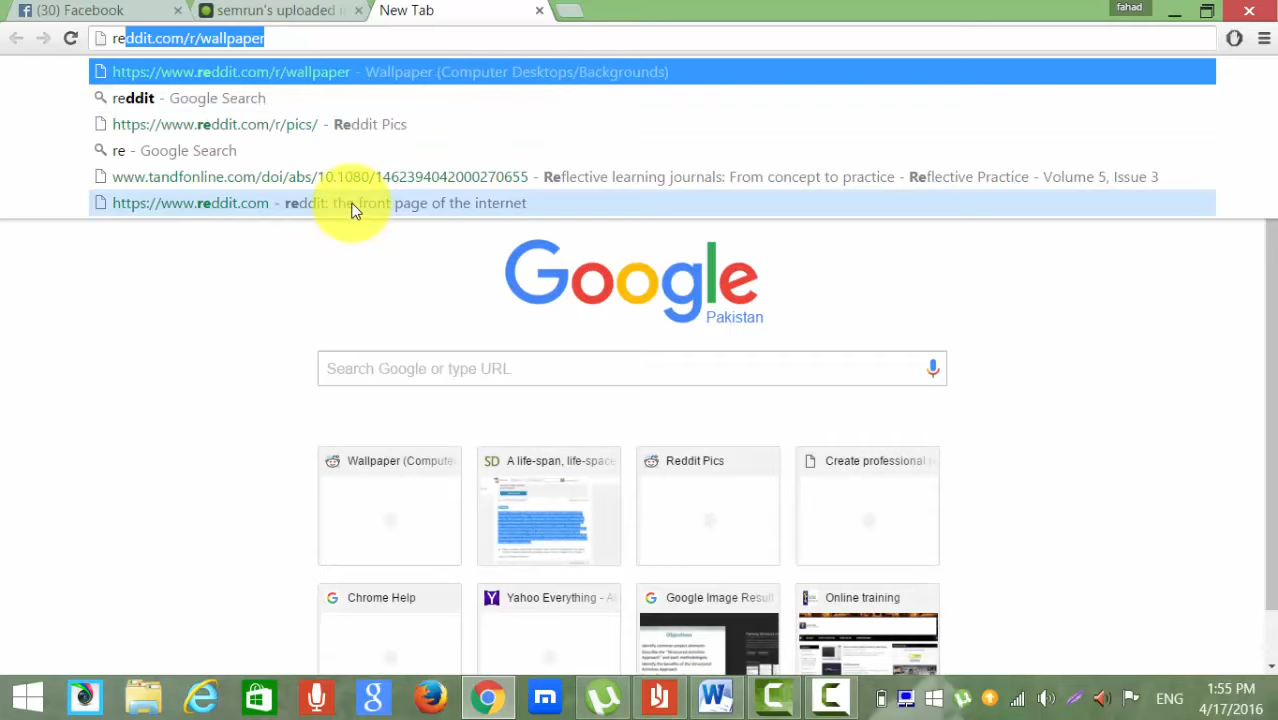 (30) Facebook
semrun's uploaded
New Tab
fahad
reddit.com/r/wallpaper
https://www.reddit.com/r/wallpaper - Wallpaper (Computer Desktops/Backgrounds)
reddit - Google Search
https://www.reddit.com/r/pics/ - Reddit Pics
re - Google Search
www.tandfonline.com/doi/abs/10.1080/1462394042000270655 - Reflective learning journals: From concept to practice - Reflective Practice - Volume 5, Issue 3
https://www.reddit.com - reddit: the front page of the internet
Google
Pakistan
Search Google or type URL
Wallpaper (Compute
SD A life-span, life-space
Reddit Pics
Create professional
Chrome Help
Yahoo Everything - A
Google Image Result
Online training
Objectives
ENG
1:55 PM
4/17/2016